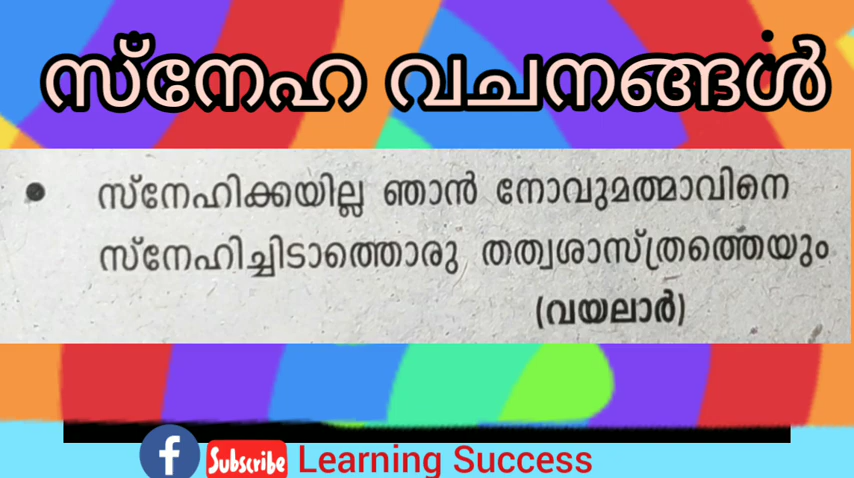 സ്നേഹ വചനങ്ങൾ
• സ്നേഹിക്കയില്ല ഞാൻ നോവുമത്മാവിനെ
സ്നേഹിച്ചിടാത്തൊരു തത്വശാസ്ത്രത്തെയും
(വയലാർ)
f Subscribe Learning Success